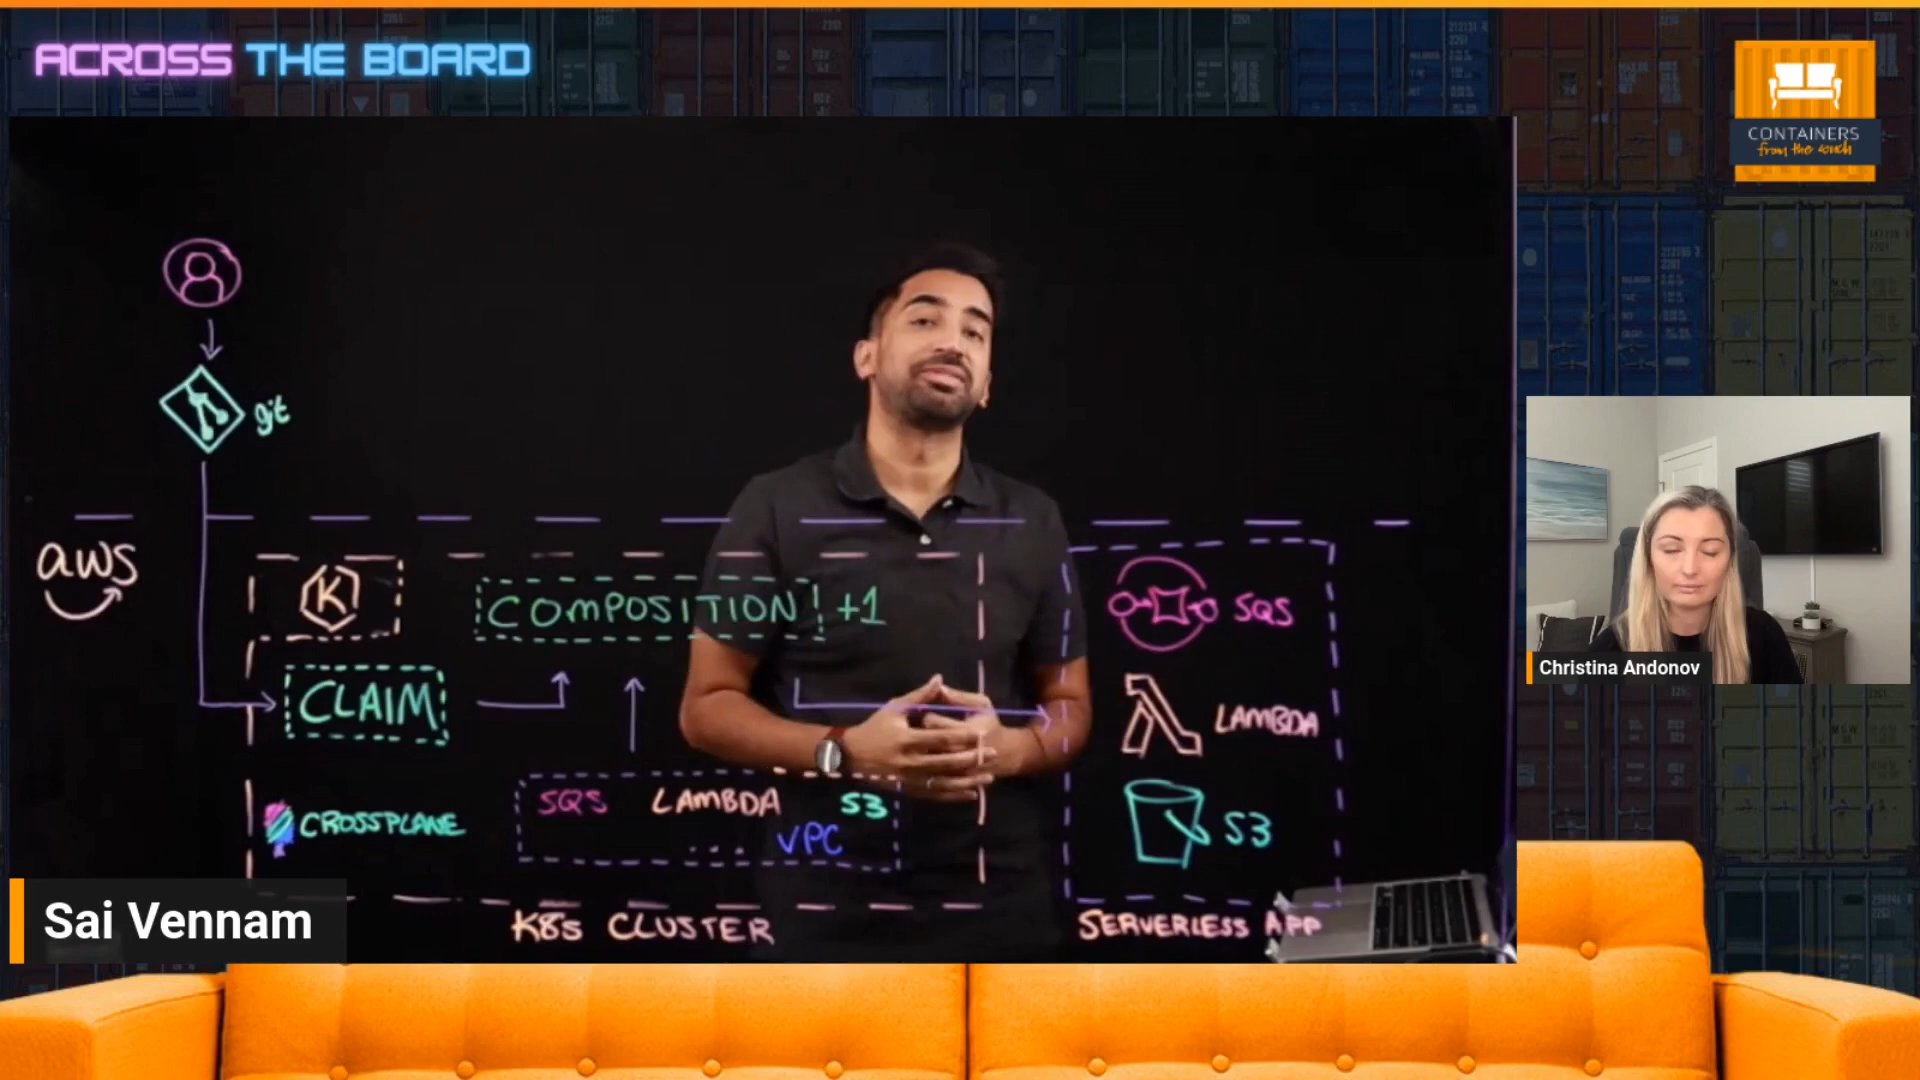 ACROSS THE BOARD
CONTAINERS
from the couch
git
aws
K
COMPOSITION +1
SQS
CLAIM
LAMBDA
SQS LAMBDA S3
... VPC
CROSSPLANE
S3
Christina Andonov
Sai Vennam
K8s CLUSTER
SERVERLESS APP